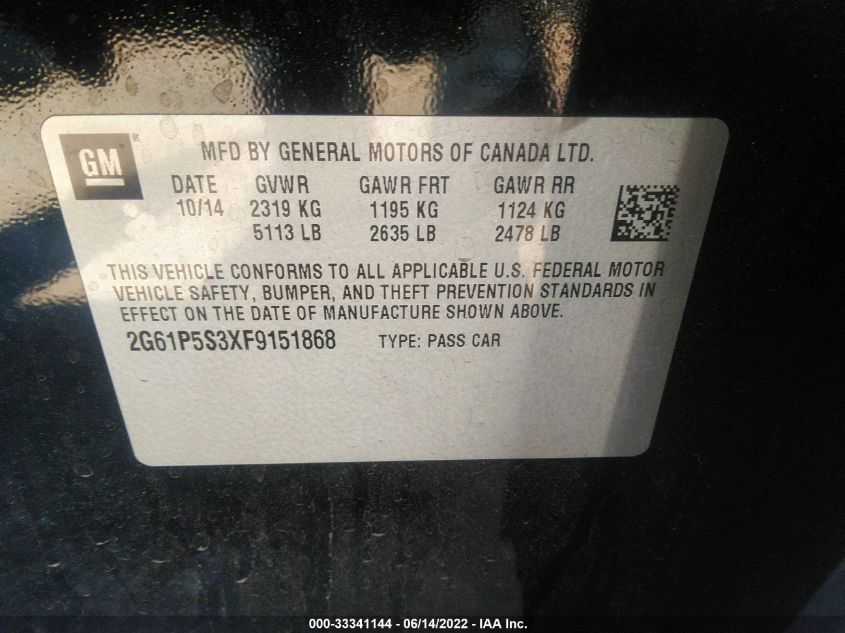 GM ®
MFD BY GENERAL MOTORS OF CANADA LTD.
DATE GVWR GAWR FRT GAWR RR
10/14 2319 KG 1195 KG 1124 KG
5113 LB 2635 LB 2478 LB
THIS VEHICLE CONFORMS TO ALL APPLICABLE U.S. FEDERAL MOTOR
VEHICLE SAFETY, BUMPER, AND THEFT PREVENTION STANDARDS IN
EFFECT ON THE DATE OF MANUFACTURE SHOWN ABOVE.
2G61P5S3XF9151868 TYPE: PASS CAR
000-33341144 - 06/14/2022 - IAA Inc.